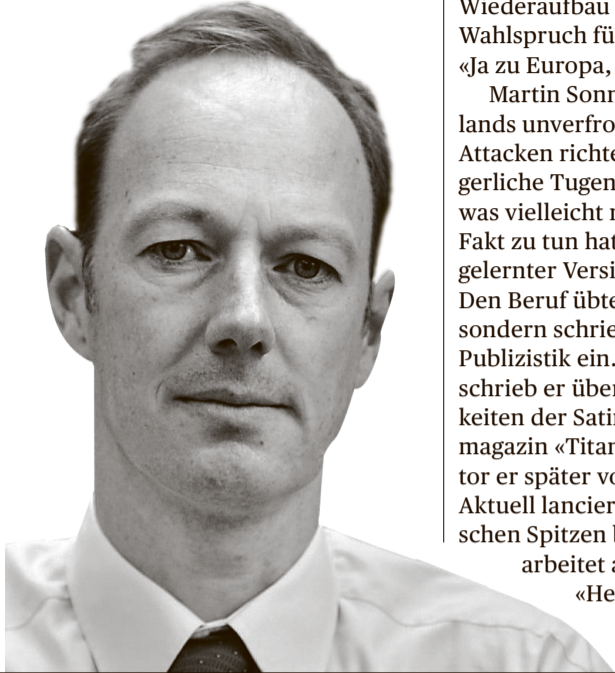 Wiederaufbau
Wahlspruch fü
«Ja zu Europa,
Martin Sonn
lands unverfro
Attacken richte
gerliche Tugen
was vielleicht n
Fakt zu tun hat
gelernter Versi
Den Beruf übte
sondern schrie
Publizistik ein.
schrieb er über
keiten der Satir
magazin «Titan
tor er später vo
Aktuell lancier
schen Spitzen b
arbeitet a
«He